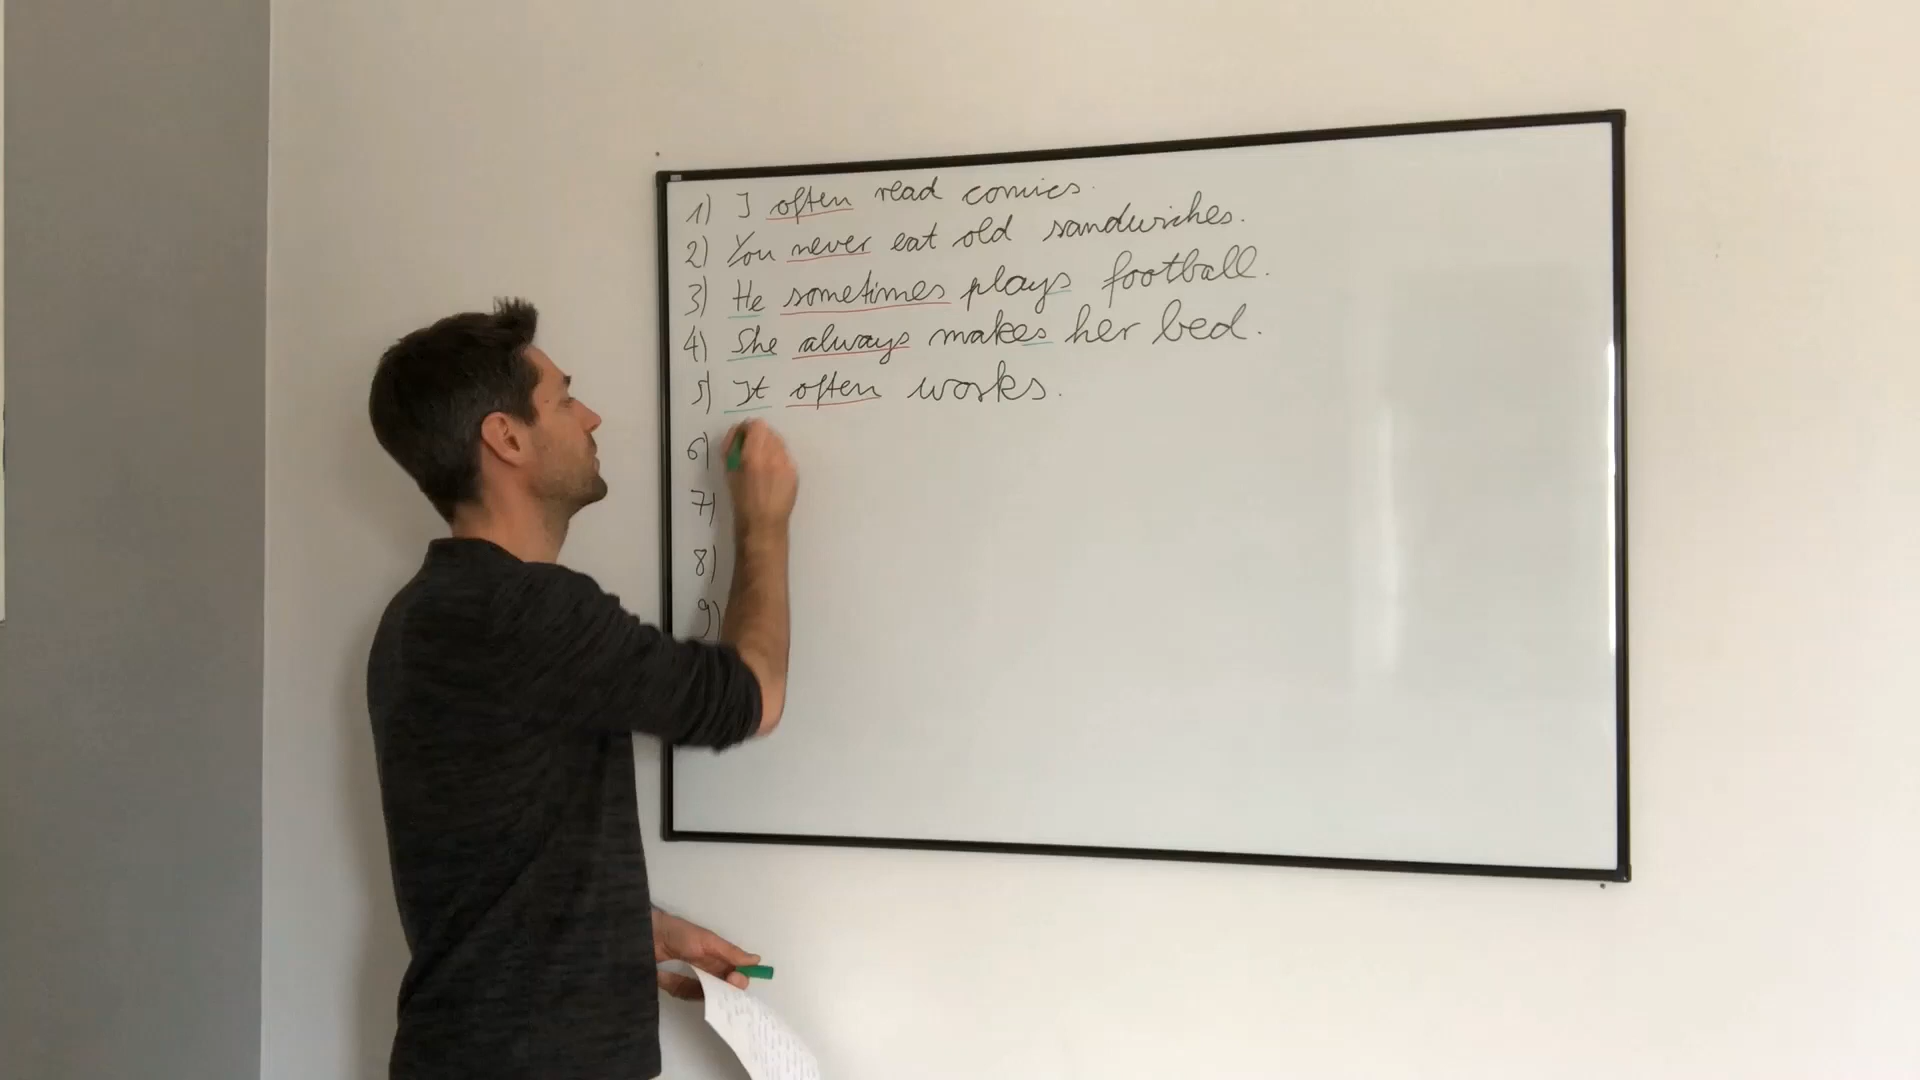 1) I often read comics.
2) You never eat old sandwiches.
3) He sometimes plays football.
4) She always makes her bed.
5) It often works.
6)
7)
8)
9)